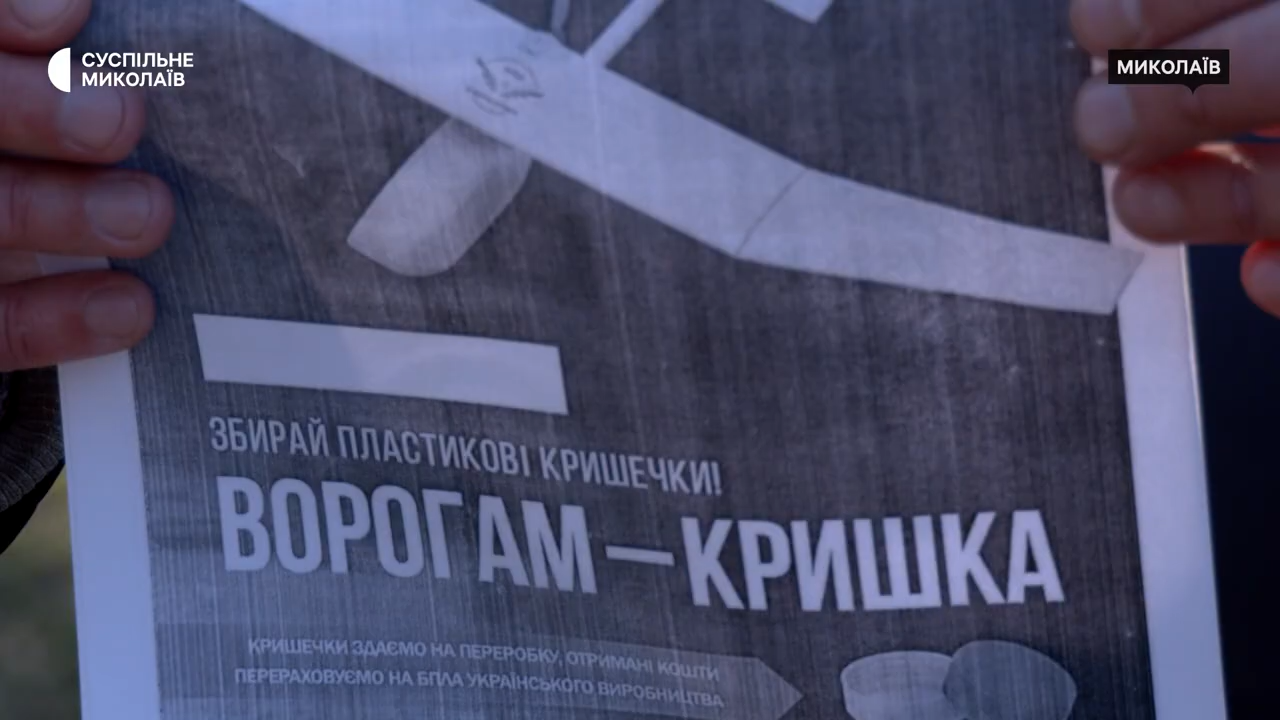 СУСПІЛЬНЕ
МИКОЛАЇВ
МИКОЛАЇВ
ЗБИРАЙ ПЛАСТИКОВІ КРИШЕЧКИ!
ВОРОГАМ – КРИШКА
КРИШЕЧКИ ЗДАЄМО НА ПЕРЕРОБКУ, ОТРИМАНІ КОШТИ
ПЕРЕРАХОВУЄМО НА БПЛА УКРАЇНСЬКОГО ВИРОБНИЦТВА